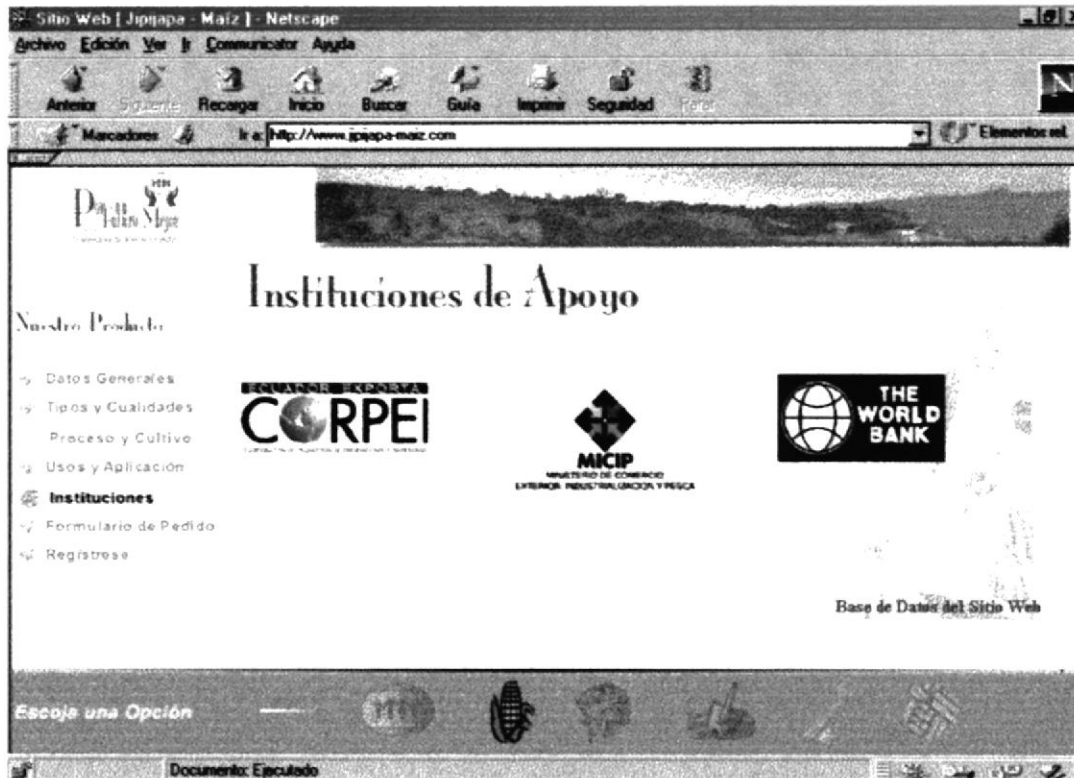 Sitio Web [ Jipijapa - Maíz ] - Netscape
Archivo Edición Ver Ir Communicator Ayuda
Anterior Siguiente Recargar Inicio Buscar Guía Imprimir Seguridad Parar
N
Marcadores Ir a: http://www.jipijapa-maiz.com Elementos rel.
Instituciones de Apoyo
Nuestro Producto
Datos Generales
Tipos y Cualidades
Proceso y Cultivo
Usos y Aplicación
Instituciones
Formulario de Pedido
Regístrese
ECUADOR EXPORTA
CORPEI
MICIP
MINISTERIO DE COMERCIO
EXTERIOR, INDUSTRIALIZACION Y PESCA
THE
WORLD
BANK
Base de Datos del Sitio Web
Escoja una Opción
Documento: Ejecutado